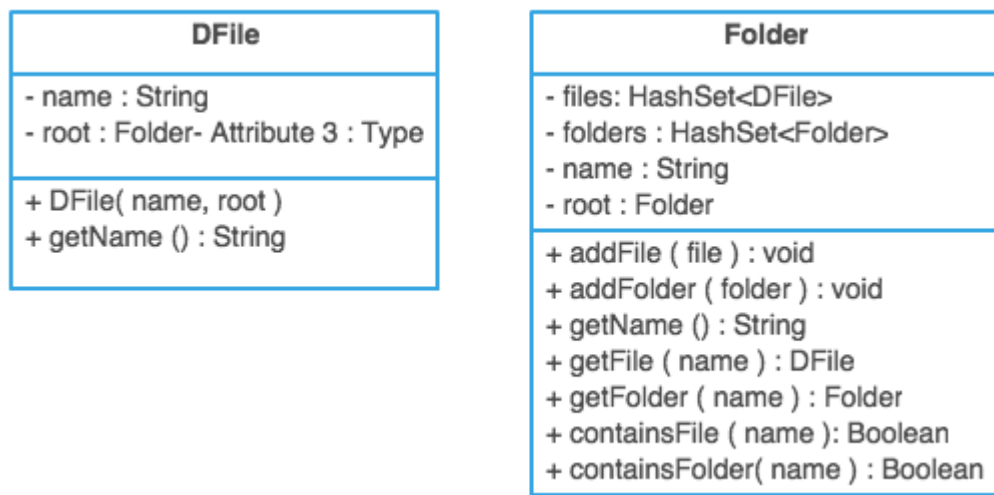 DFile
- name : String
- root : Folder- Attribute 3 : Type
+ DFile( name, root )
+ getName () : String
Folder
- files: HashSet<DFile>
- folders : HashSet<Folder>
- name : String
- root : Folder
+ addFile ( file ) : void
+ addFolder ( folder ) : void
+ getName () : String
+ getFile ( name ) : DFile
+ getFolder ( name ) : Folder
+ containsFile ( name ): Boolean
+ containsFolder( name ) : Boolean